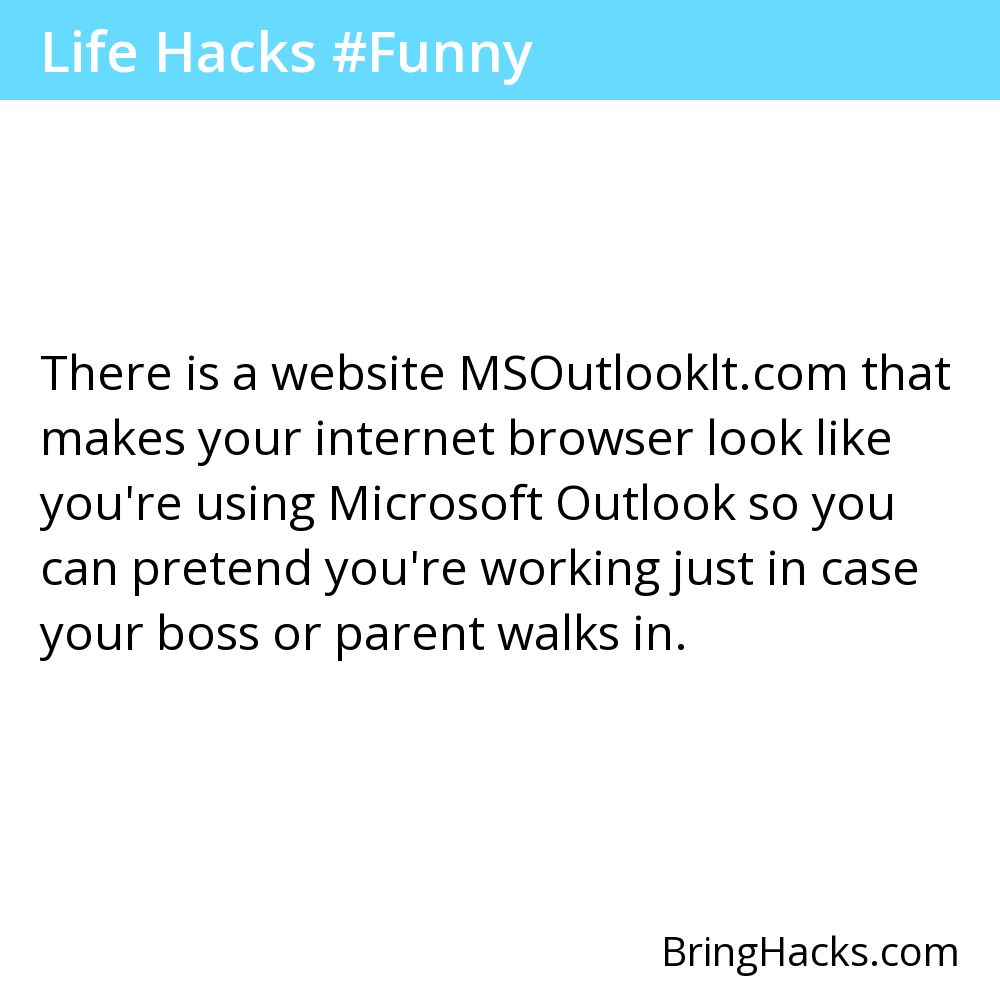 Life Hacks #Funny
There is a website MSOutlooklt.com that
makes your internet browser look like
you're using Microsoft Outlook so you
can pretend you're working just in case
your boss or parent walks in.
BringHacks.com